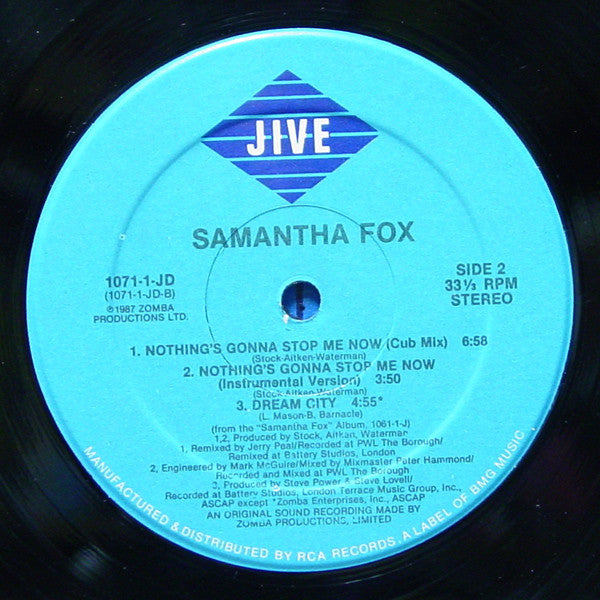 JIVE
SAMANTHA FOX
1071-1-JD
(1071-1-JD-B)
℗1987 ZOMBA
PRODUCTIONS LTD.
SIDE 2
33⅓ RPM
STEREO
1. NOTHING'S GONNA STOP ME NOW (Cub Mix) 6:58
(Stock-Aitken-Waterman)
2. NOTHING'S GONNA STOP ME NOW
(Instrumental Version) 3:50
(Stock-Aitken-Waterman)
3. DREAM CITY 4:55*
(L. Mason-B. Barnacle)
(from the "Samantha Fox" Album, 1061-1-J)
1,2, Produced by Stock, Aitkan, Waterman
1, Remixed by Jerry Peal/Recorded at PWL The Borough/
Remixed at Battery Studios, London
2, Engineered by Mark McGuire/Mixed by Mixmaster Peter Hammond/
Recorded and Mixed at PWL The Borough
3, Produced by Steve Power & Steve Lovell/
Recorded at Battery Studios, London Terrace Music Group, Inc.,
ASCAP except *Zomba Enterprises, Inc., ASCAP
AN ORIGINAL SOUND RECORDING MADE BY
ZOMBA PRODUCTIONS, LIMITED
MANUFACTURED & DISTRIBUTED BY RCA RECORDS. A LABEL OF BMG MUSIC